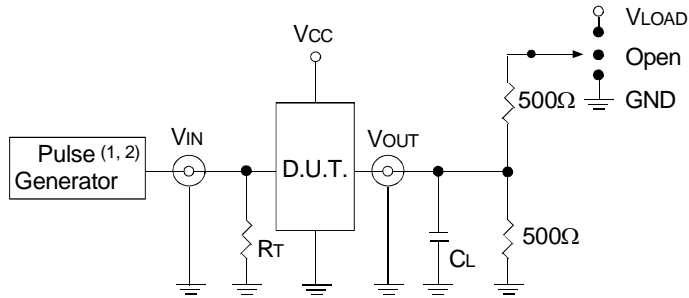 VLOAD
VCC
Open
500Ω
GND
Pulse (1, 2)
Generator
VIN
D.U.T.
VOUT
RT
CL
500Ω